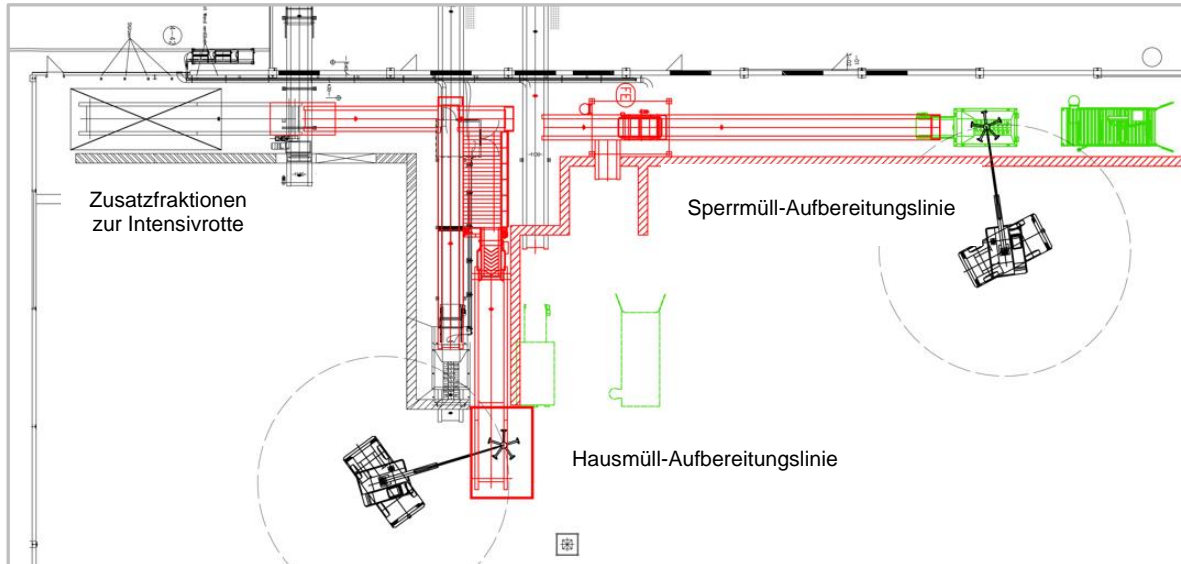 FE
Zusatzfraktionen
zur Intensivrotte
Sperrmüll-Aufbereitungslinie
Hausmüll-Aufbereitungslinie